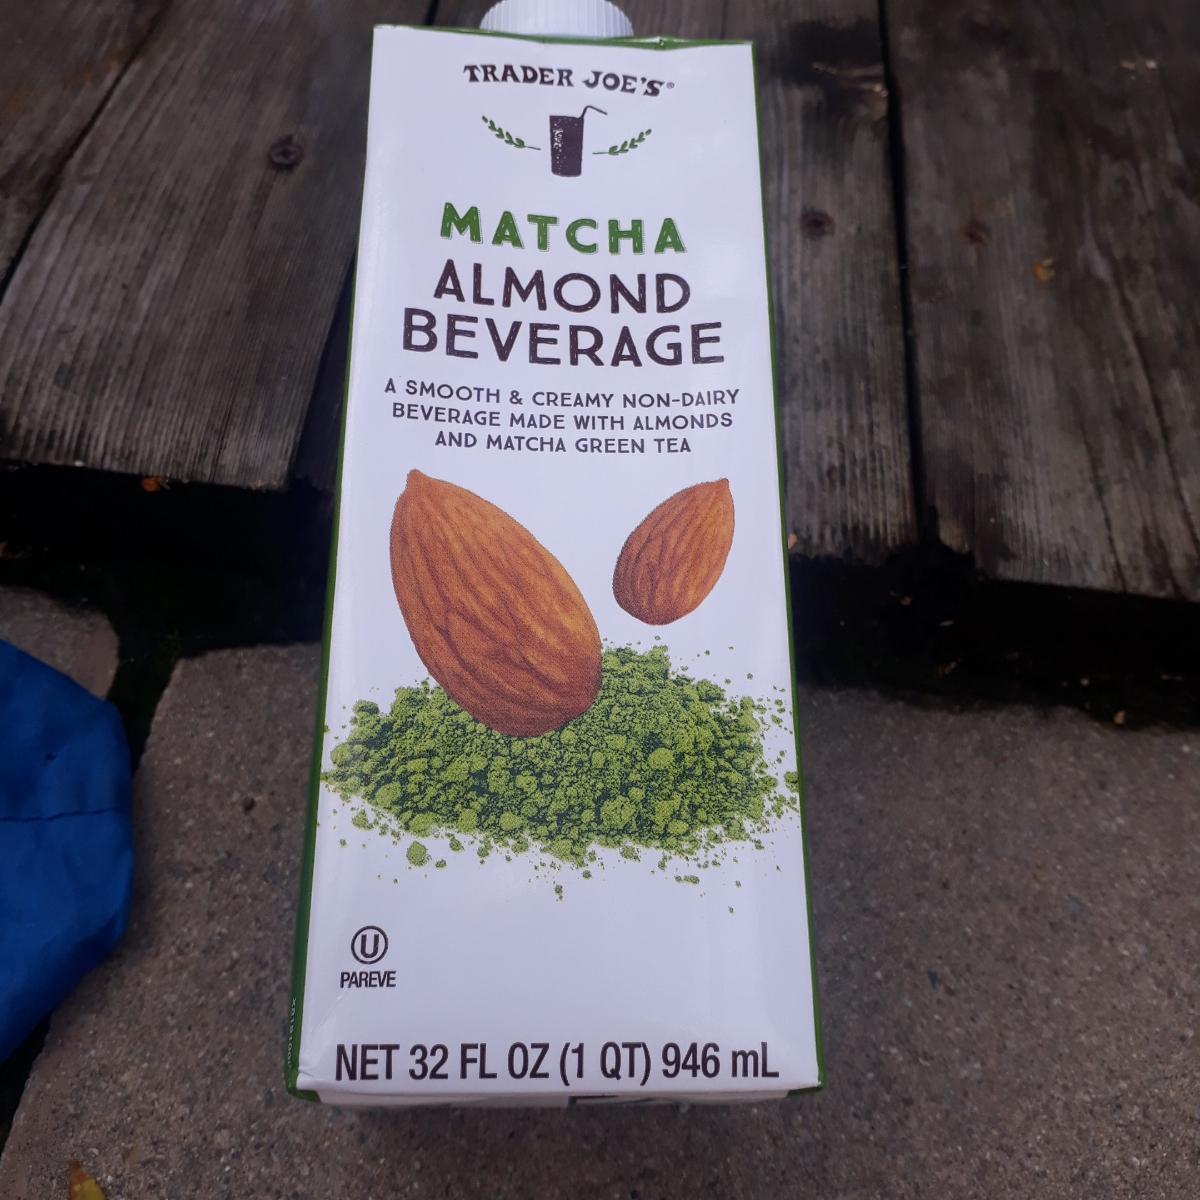 TRADER JOE'S®
MATCHA
ALMOND
BEVERAGE
A SMOOTH & CREAMY NON-DAIRY
BEVERAGE MADE WITH ALMONDS
AND MATCHA GREEN TEA
U
PAREVE
NET 32 FL OZ (1 QT) 946 mL